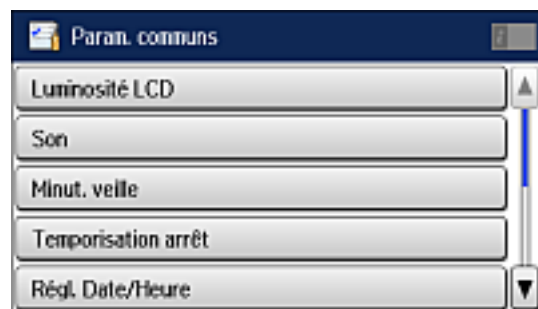 Param. communs
i
Luminosité LCD
Son
Minut. veille
Temporisation arrêt
Régl. Date/Heure